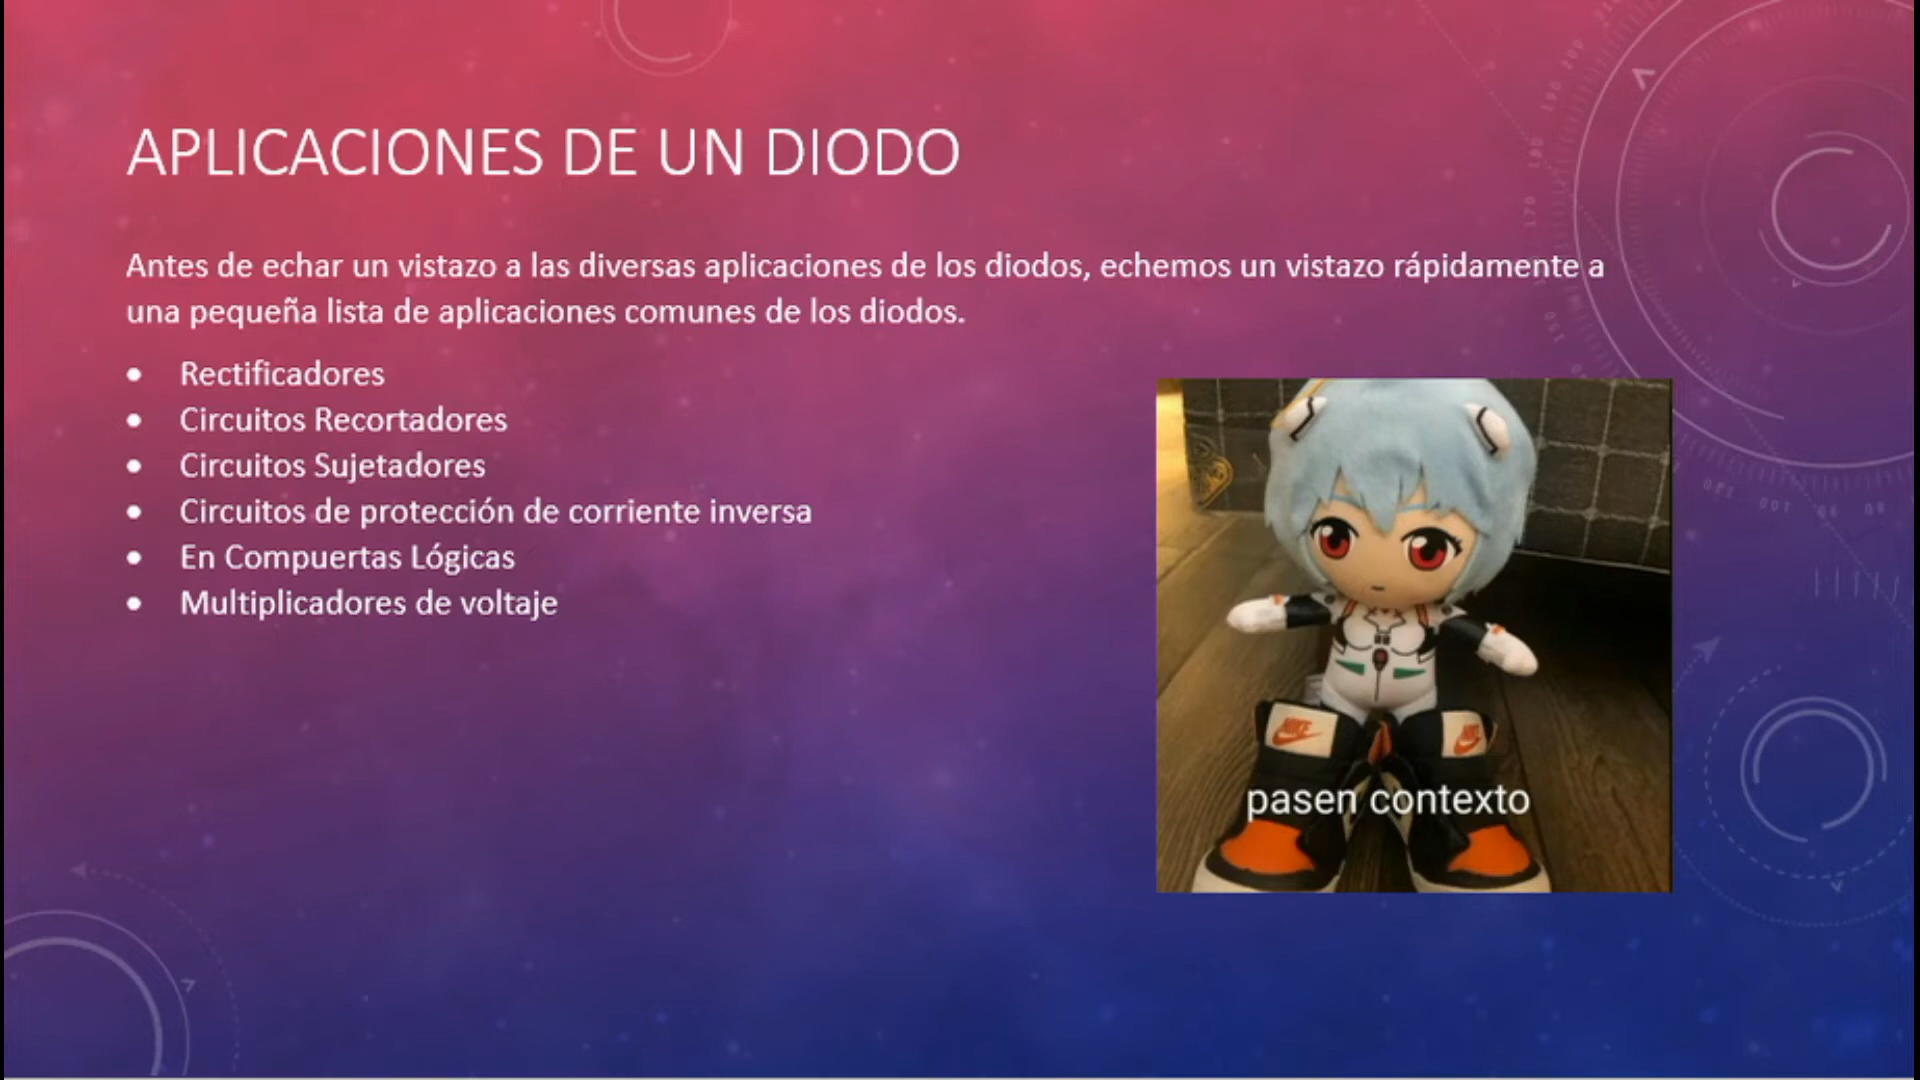 APLICACIONES DE UN DIODO
Antes de echar un vistazo a las diversas aplicaciones de los diodos, echemos un vistazo rápidamente a
una pequeña lista de aplicaciones comunes de los diodos.
• Rectificadores
• Circuitos Recortadores
• Circuitos Sujetadores
• Circuitos de protección de corriente inversa
• En Compuertas Lógicas
• Multiplicadores de voltaje
NIKE
pasen contexto